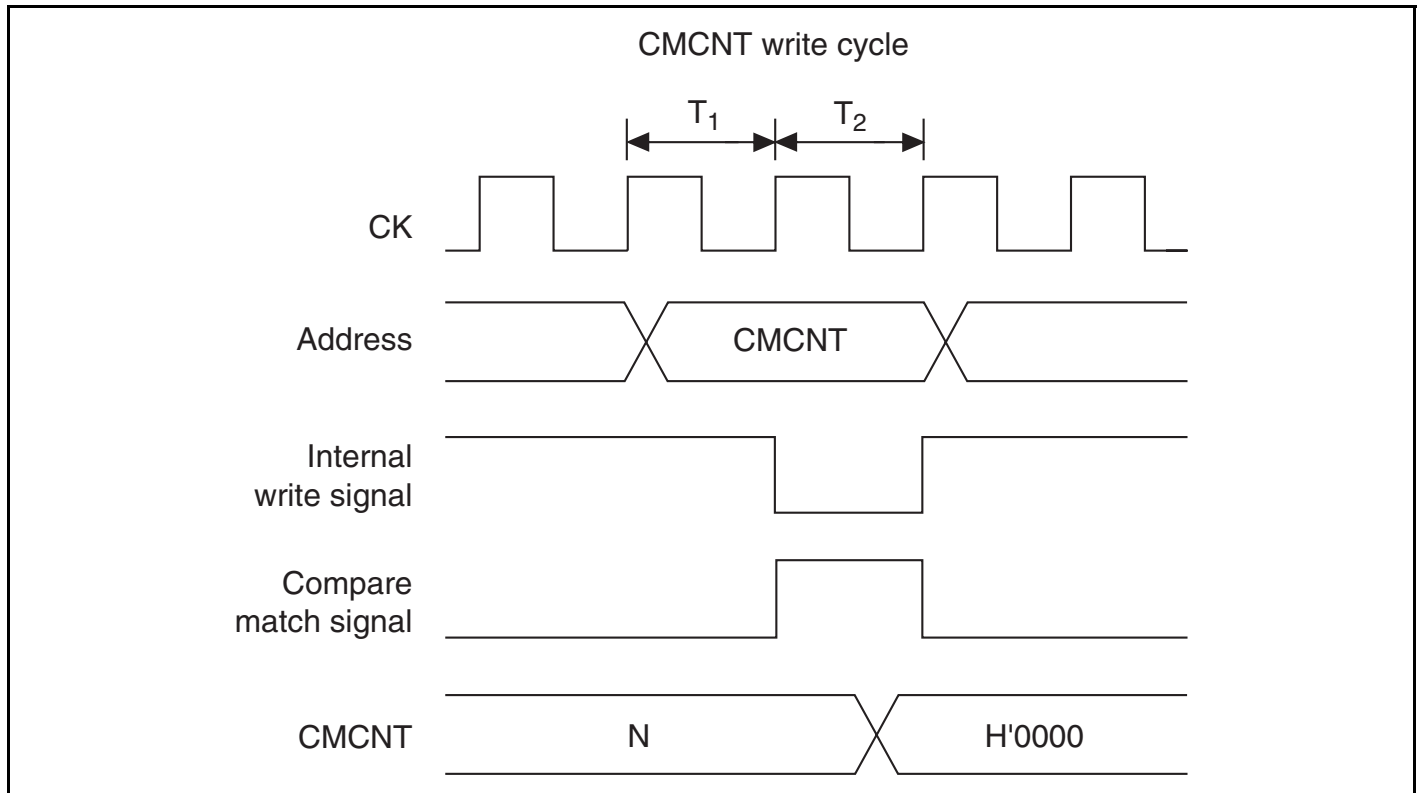 CMCNT write cycle
T1 T2
CK
Address CMCNT
Internal
write signal
Compare
match signal
CMCNT N H'0000